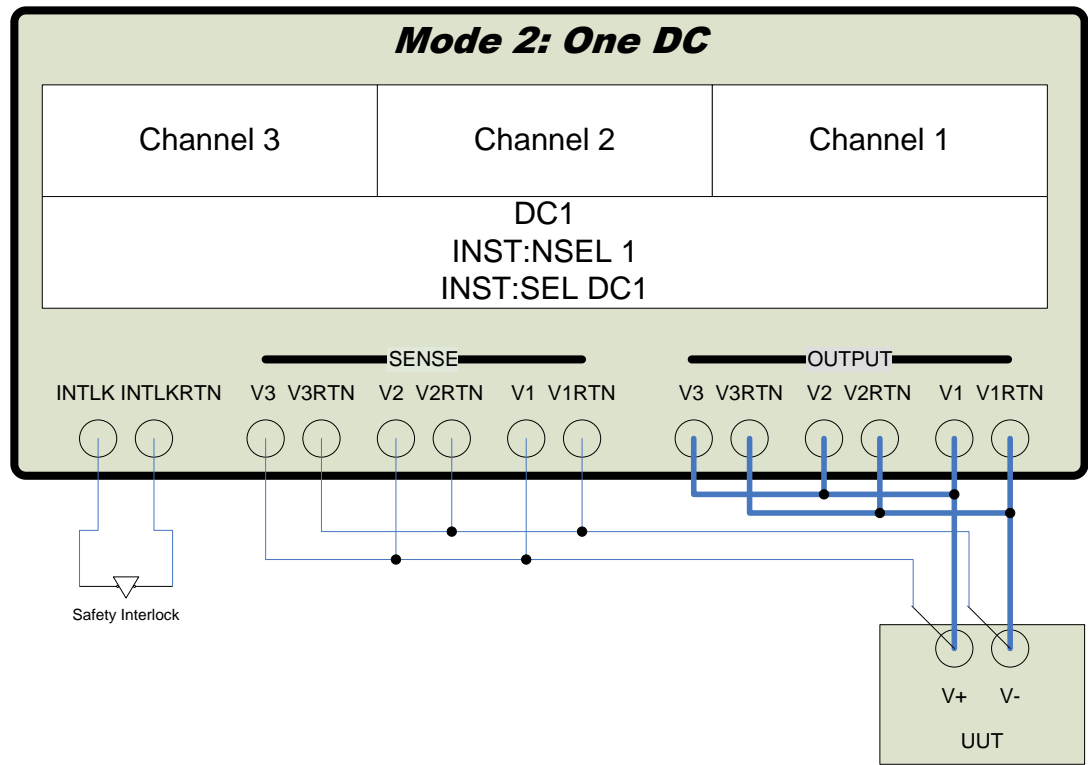 Mode 2: One DC
Channel 3 Channel 2 Channel 1
DC1
INST:NSEL 1
INST:SEL DC1
SENSE OUTPUT
INTLK INTLKRTN V3 V3RTN V2 V2RTN V1 V1RTN V3 V3RTN V2 V2RTN V1 V1RTN
Safety Interlock
V+ V-
UUT